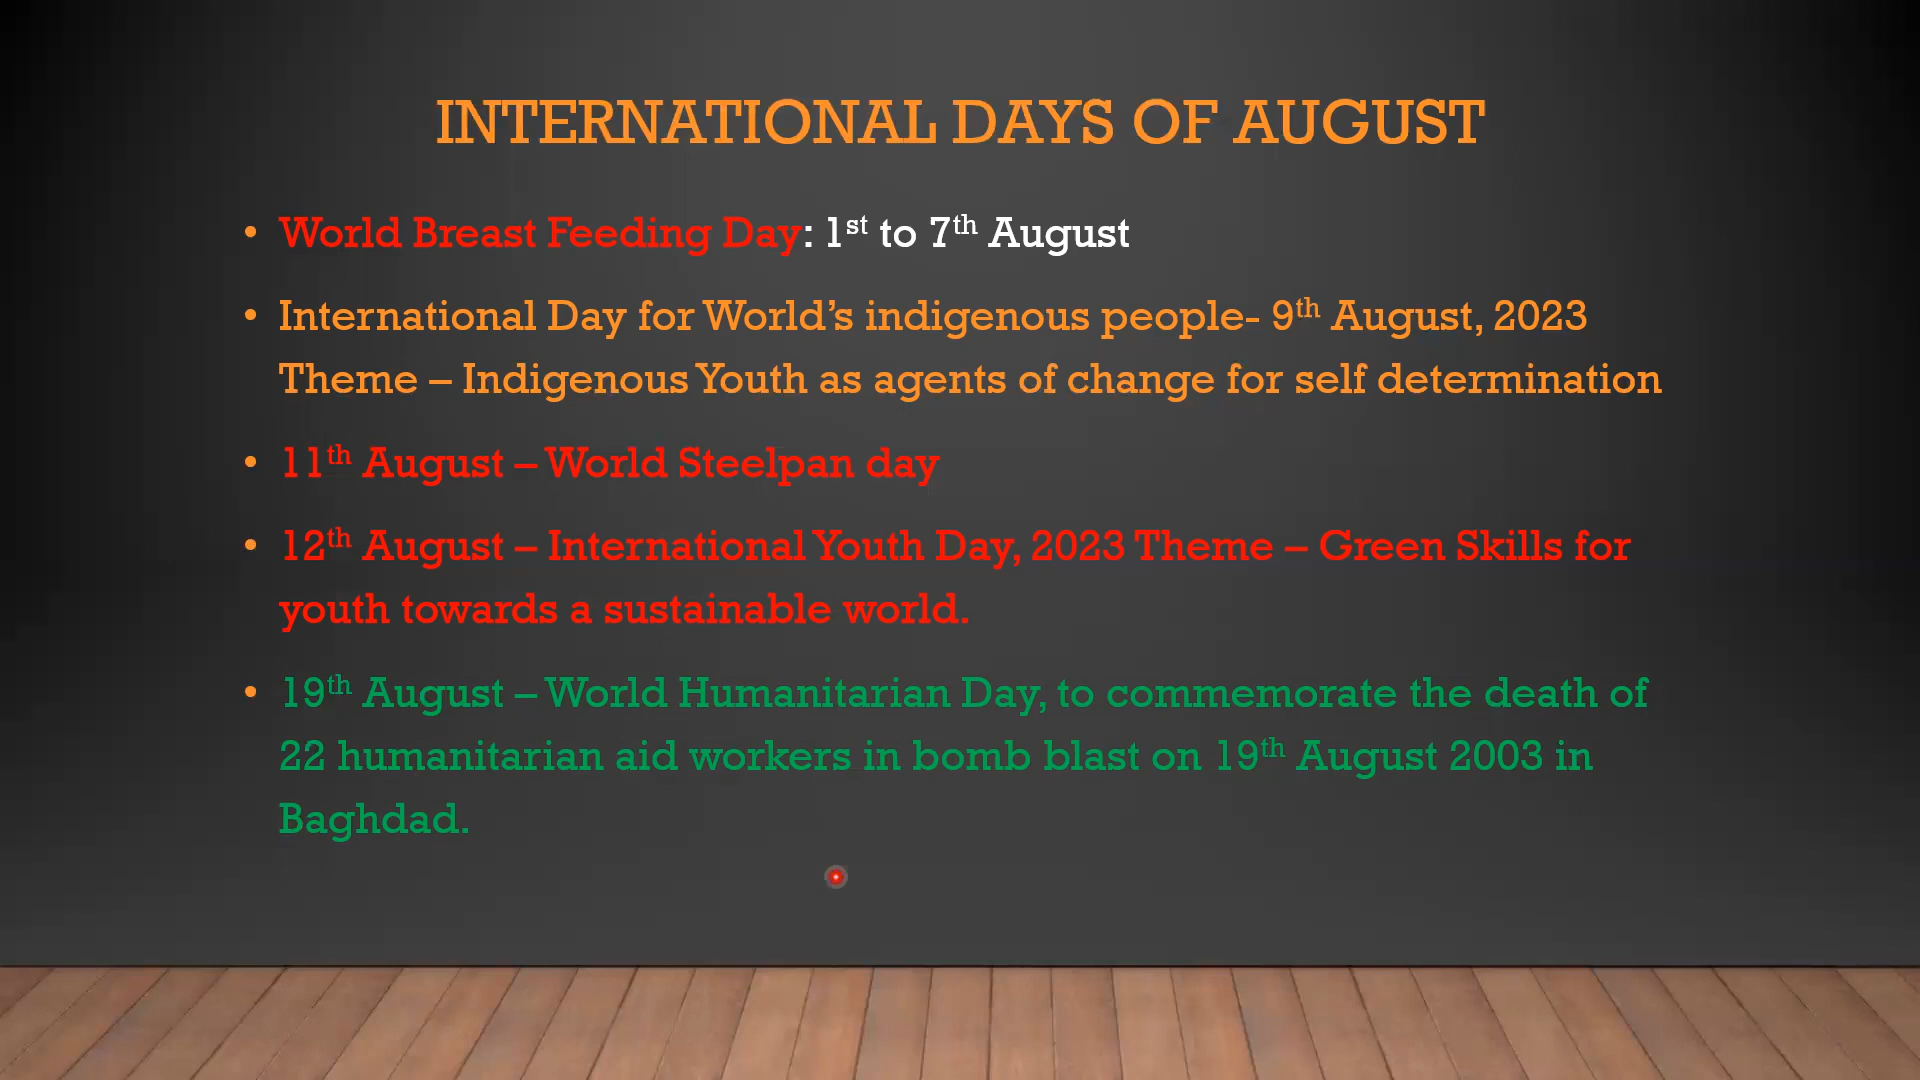 INTERNATIONAL DAYS OF AUGUST
• World Breast Feeding Day: 1st to 7th August
• International Day for World’s indigenous people- 9th August, 2023
Theme – Indigenous Youth as agents of change for self determination
• 11th August – World Steelpan day
• 12th August – International Youth Day, 2023 Theme – Green Skills for
youth towards a sustainable world.
• 19th August – World Humanitarian Day, to commemorate the death of
22 humanitarian aid workers in bomb blast on 19th August 2003 in
Baghdad.